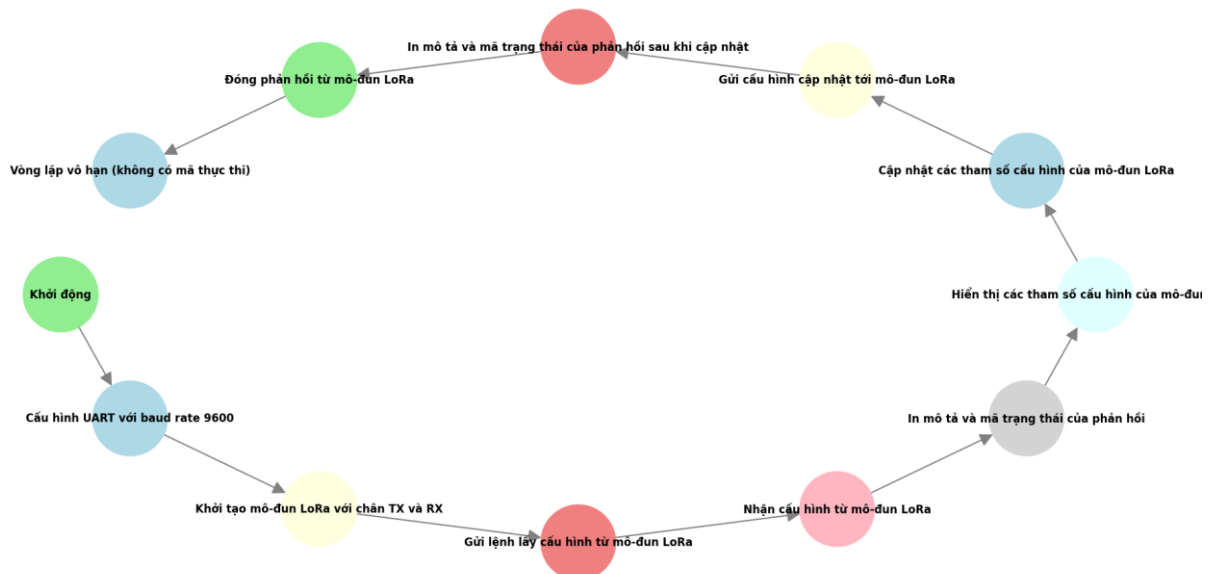 In mô tả và mã trạng thái của phản hồi sau khi cập nhật
Đóng phản hồi từ mô-đun LoRa
Gửi cấu hình cập nhật tới mô-đun LoRa
Vòng lặp vô hạn (không có mã thực thi)
Cập nhật các tham số cấu hình của mô-đun LoRa
Khởi động
Hiển thị các tham số cấu hình của mô-đu
Cấu hình UART với baud rate 9600
In mô tả và mã trạng thái của phản hồi
Khởi tạo mô-đun LoRa với chân TX và RX
Nhận cấu hình từ mô-đun LoRa
Gửi lệnh lấy cấu hình từ mô-đun LoRa